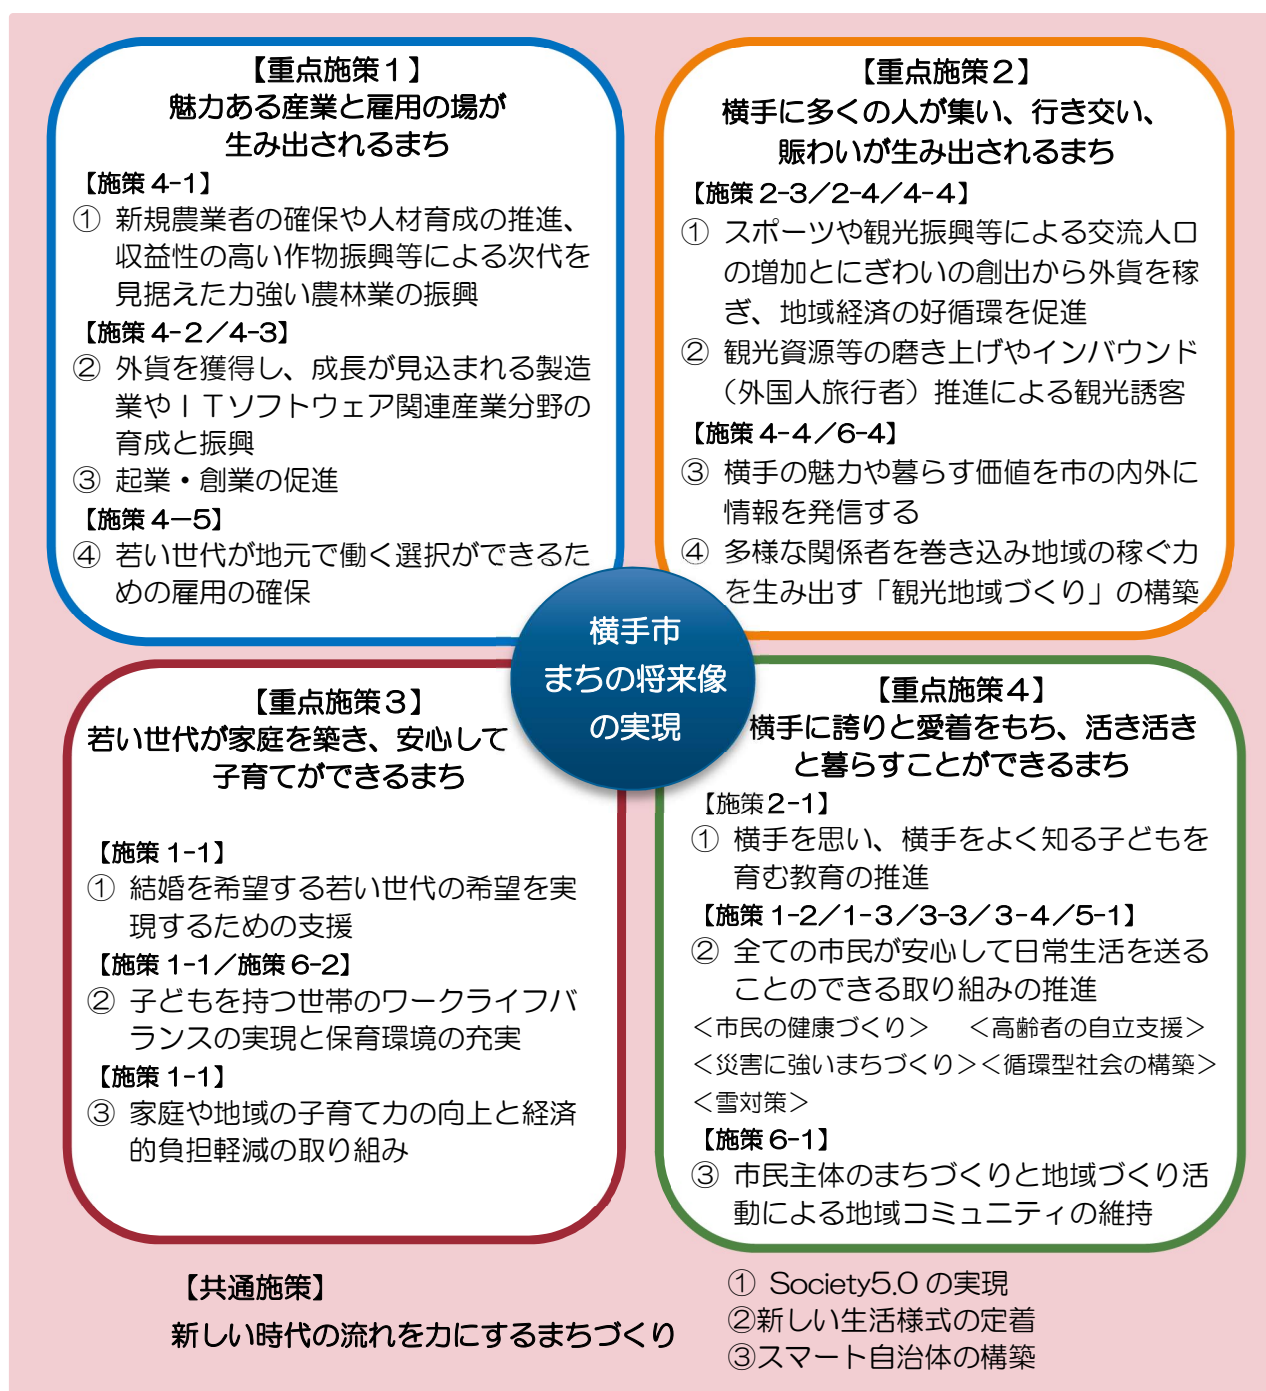 【重点施策１】
魅力ある産業と雇用の場が
生み出されるまち
【施策 4-1】
① 新規農業者の確保や人材育成の推進、
収益性の高い作物振興等による次代を
見据えた力強い農林業の振興
【施策 4-２／4-3】
② 外貨を獲得し、成長が見込まれる製造
業やＩＴソフトウェア関連産業分野の
育成と振興
③ 起業・創業の促進
【施策 4－5】
④ 若い世代が地元で働く選択ができるた
めの雇用の確保
【重点施策２】
横手に多くの人が集い、行き交い、
賑わいが生み出されるまち
【施策 2-3／2-4／4-4】
① スポーツや観光振興等による交流人口
の増加とにぎわいの創出から外貨を稼
ぎ、地域経済の好循環を促進
② 観光資源等の磨き上げやインバウンド
（外国人旅行者）推進による観光誘客
【施策 4-４／6-4】
③ 横手の魅力や暮らす価値を市の内外に
情報を発信する
④ 多様な関係者を巻き込み地域の稼ぐ力
を生み出す「観光地域づくり」の構築
横手市
まちの将来像
の実現
【重点施策３】
若い世代が家庭を築き、安心して
子育てができるまち
【施策 1-1】
① 結婚を希望する若い世代の希望を実
現するための支援
【施策 1-1／施策 6-2】
② 子どもを持つ世帯のワークライフバ
ランスの実現と保育環境の充実
【施策 1-1】
③ 家庭や地域の子育て力の向上と経済
的負担軽減の取り組み
【重点施策４】
横手に誇りと愛着をもち、活き活き
と暮らすことができるまち
【施策２-1】
① 横手を思い、横手をよく知る子どもを
育む教育の推進
【施策 1-2／1-３／3-3／３-４／5-1】
② 全ての市民が安心して日常生活を送る
ことのできる取り組みの推進
＜市民の健康づくり＞ ＜高齢者の自立支援＞
＜災害に強いまちづくり＞＜循環型社会の構築＞
＜雪対策＞
【施策 6-1】
③ 市民主体のまちづくりと地域づくり活
動による地域コミュニティの維持
【共通施策】
新しい時代の流れを力にするまちづくり
① Society5.0 の実現
②新しい生活様式の定着
③スマート自治体の構築